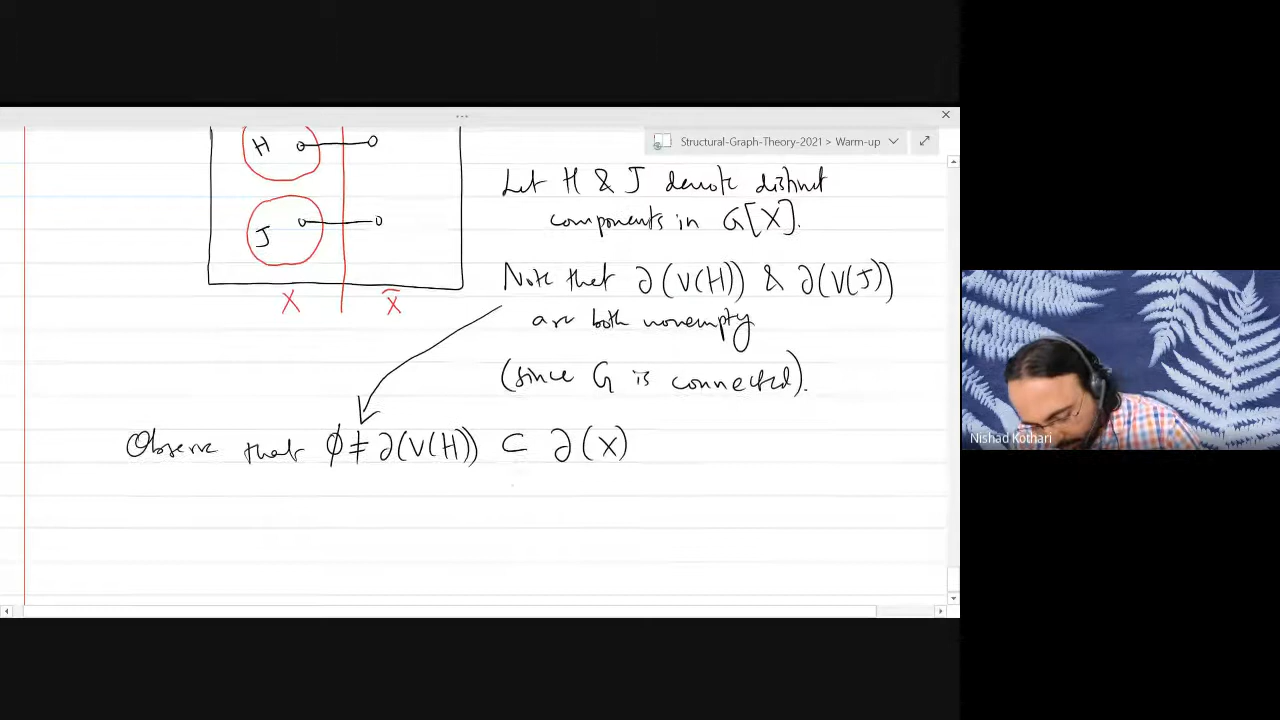 Structural-Graph-Theory-2021 > Warm-up
H
J
X
X̄
Let H & J denote distinct
components in G[X].
Note that ∂(V(H)) & ∂(V(J))
are both nonempty
(since G is connected).
Observe that ∅ ≠ ∂(V(H)) ⊂ ∂(X)
Nishad Kothari